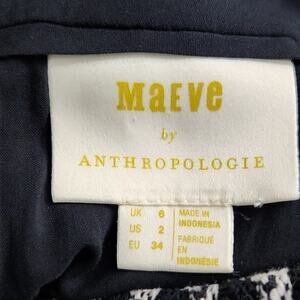 MaEVe
by
ANTHROPOLOGIE
UK 6
US 2
EU 34
MADE IN
INDONESIA
FABRIQUÉ
EN
INDONÉSIE